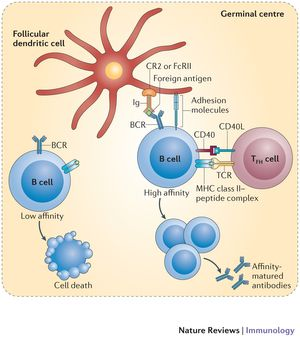 Germinal centre
Follicular
dendritic cell
CR2 or FcRII
Foreign antigen
Ig
Adhesion
molecules
BCR
CD40
CD40L
BCR
B cell
B cell
TFH cell
TCR
Low affinity
High affinity
MHC class II–
peptide complex
Cell death
Affinity-
matured
antibodies
Nature Reviews | Immunology